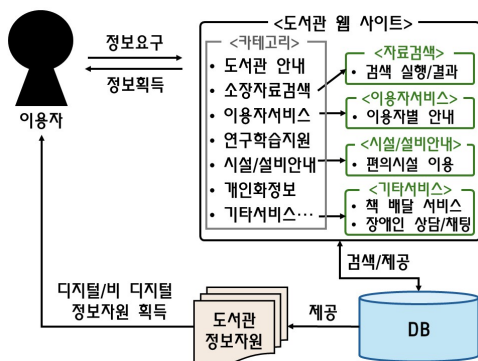 <도서관 웹 사이트>
정보요구
정보획득
이용자
<카테고리>
• 도서관 안내
• 소장자료검색
• 이용자서비스
• 연구학습지원
• 시설/설비안내
• 개인화정보
• 기타서비스…
<자료검색>
• 검색 실행/결과
<이용자서비스>
• 이용자별 안내
<시설/설비안내>
• 편의시설 이용
<기타서비스>
• 책 배달 서비스
• 장애인 상담/채팅
검색/제공
디지털/비 디지털
정보자원 획득
도서관
정보자원
제공
DB